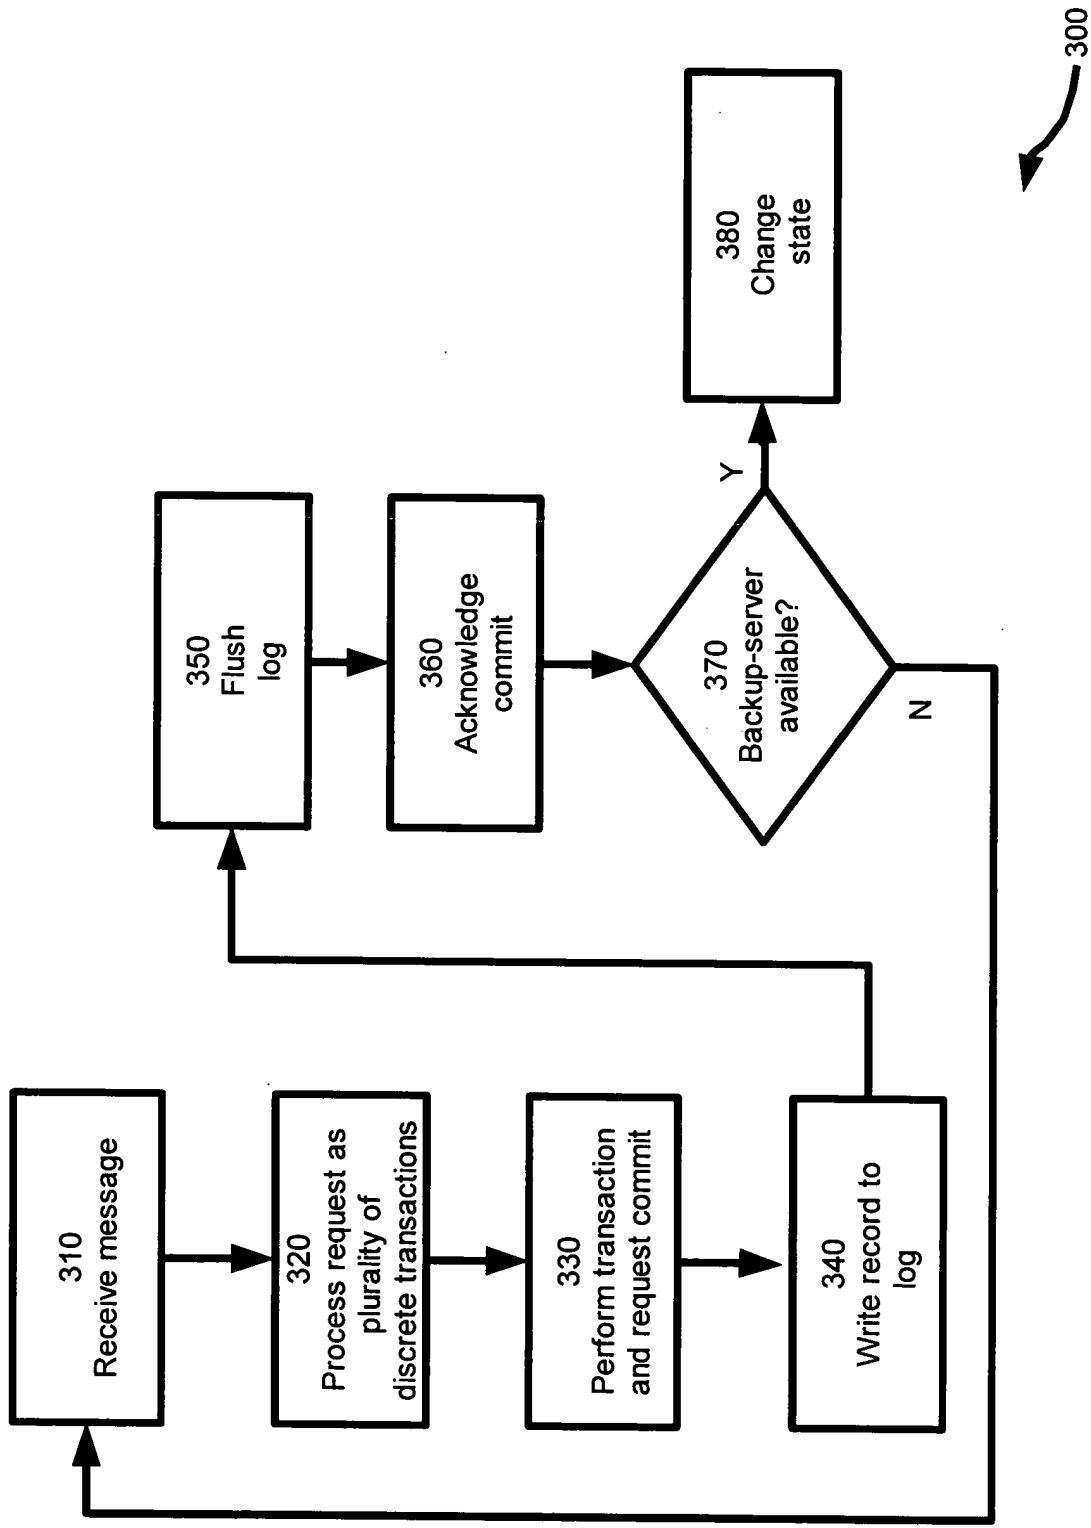 310
Receive message
320
Process request as
plurality of
discrete transactions
330
Perform transaction
and request commit
340
Write record to
log
350
Flush
log
360
Acknowledge
commit
370
Backup-server
available?
Y
N
380
Change
state
300